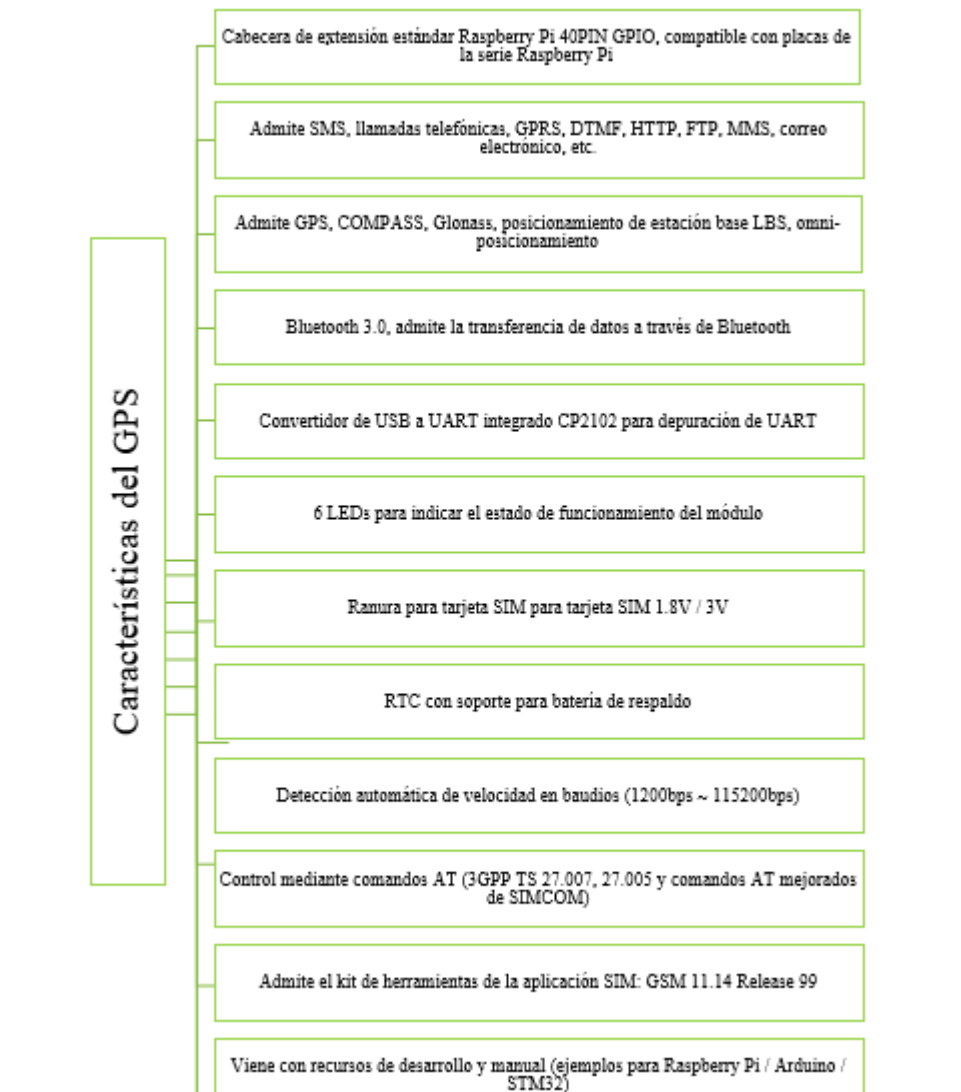 Características del GPS
Cabecera de extensión estándar Raspberry Pi 40PIN GPIO, compatible con placas de
la serie Raspberry Pi
Admite SMS, llamadas telefónicas, GPRS, DTMF, HTTP, FTP, MMS, correo
electrónico, etc.
Admite GPS, COMPASS, Glonass, posicionamiento de estación base LBS, omni-
posicionamiento
Bluetooth 3.0, admite la transferencia de datos a través de Bluetooth
Convertidor de USB a UART integrado CP2102 para depuración de UART
6 LEDs para indicar el estado de funcionamiento del módulo
Ranura para tarjeta SIM para tarjeta SIM 1.8V / 3V
RTC con soporte para batería de respaldo
Detección automática de velocidad en baudios (1200bps ~ 115200bps)
Control mediante comandos AT (3GPP TS 27.007, 27.005 y comandos AT mejorados
de SIMCOM)
Admite el kit de herramientas de la aplicación SIM: GSM 11.14 Release 99
Viene con recursos de desarrollo y manual (ejemplos para Raspberry Pi / Arduino /
STM32)